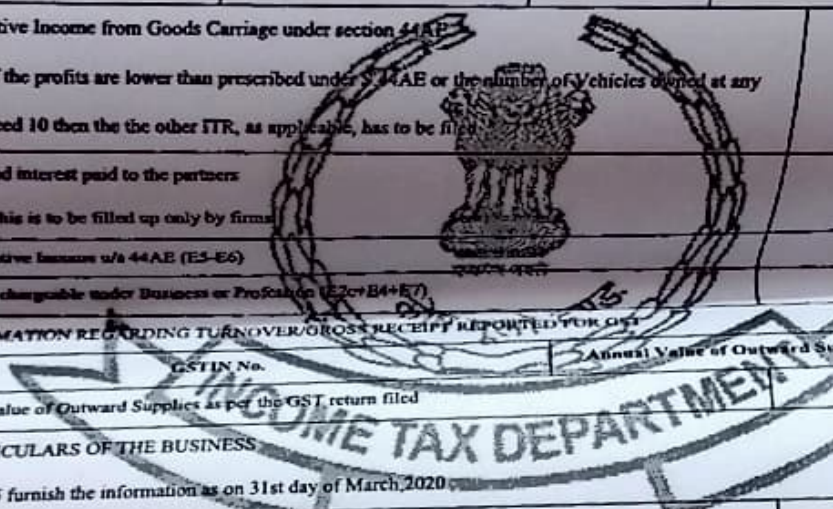 tive Income from Goods Carriage under section 44AE
the profits are lower than prescribed under S.44AE or the number of Vehicles owned at any
eed 10 then the the other ITR, as applicable, has to be filed
d interest paid to the partners
his is to be filled up only by firms
tive Income u/s 44AE (E5-E6)
chargeable under Business or Profession (E2c+E4+E7)
MATION REGARDING TURNOVER/GROSS RECEIPT REPORTED FOR GST
GSTIN No.
Annual Value of Outward Su
alue of Outward Supplies as per the GST return filed
INCOME TAX DEPARTMENT
CULARS OF THE BUSINESS
furnish the information as on 31st day of March,2020